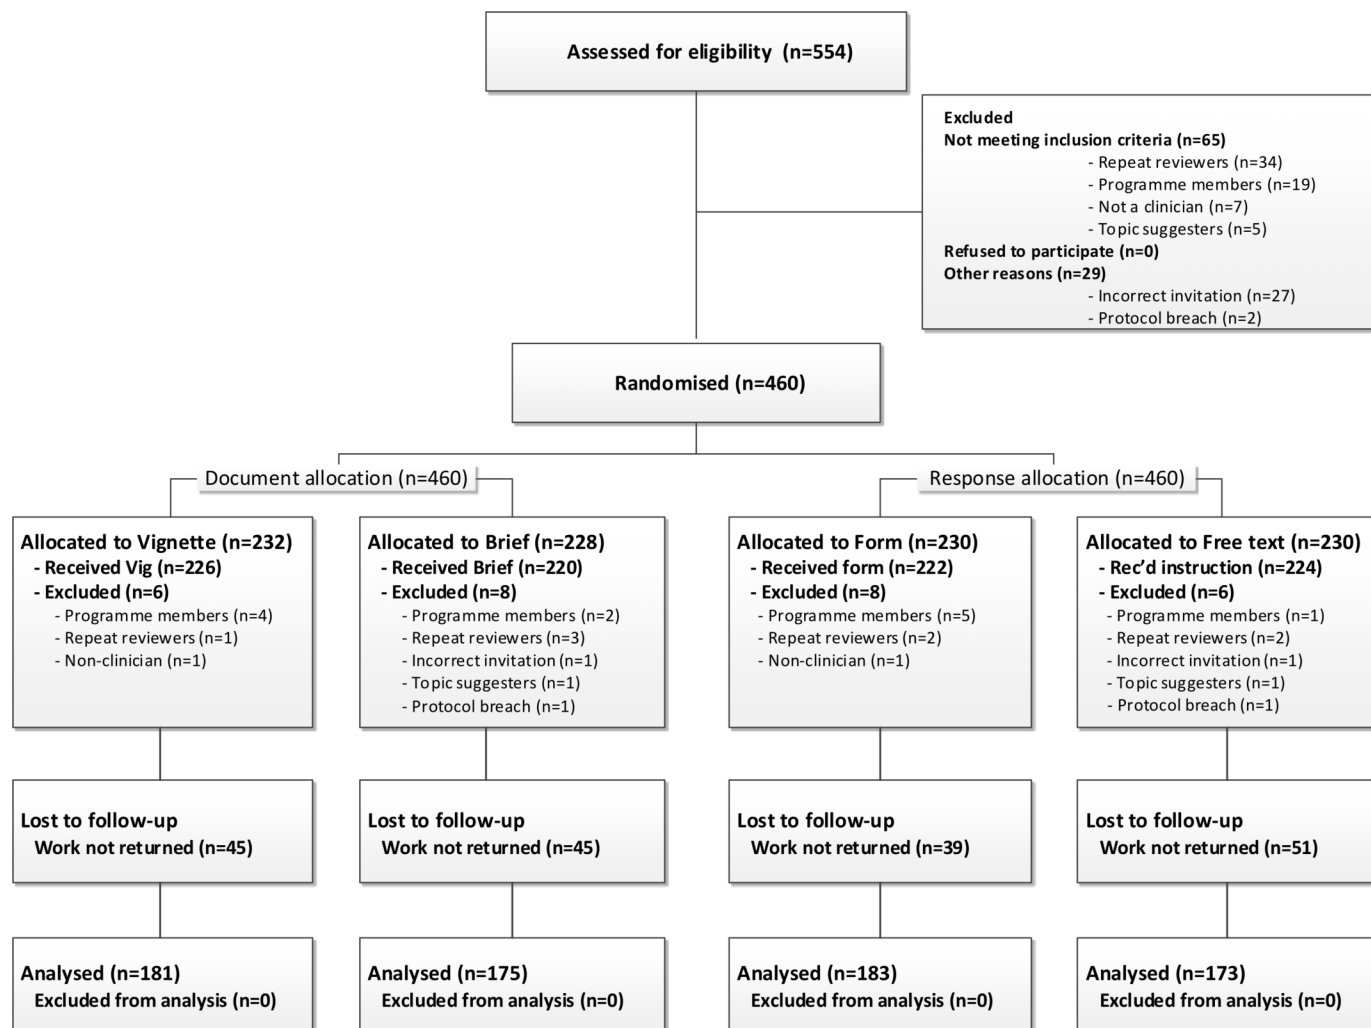 Assessed for eligibility (n=554)
Excluded
Not meeting inclusion criteria (n=65)
- Repeat reviewers (n=34)
- Programme members (n=19)
- Not a clinician (n=7)
- Topic suggesters (n=5)
Refused to participate (n=0)
Other reasons (n=29)
- Incorrect invitation (n=27)
- Protocol breach (n=2)
Randomised (n=460)
Document allocation (n=460)
Response allocation (n=460)
Allocated to Vignette (n=232)
- Received Vig (n=226)
- Excluded (n=6)
- Programme members (n=4)
- Repeat reviewers (n=1)
- Non-clinician (n=1)
Allocated to Brief (n=228)
- Received Brief (n=220)
- Excluded (n=8)
- Programme members (n=2)
- Repeat reviewers (n=3)
- Incorrect invitation (n=1)
- Topic suggesters (n=1)
- Protocol breach (n=1)
Allocated to Form (n=230)
- Received form (n=222)
- Excluded (n=8)
- Programme members (n=5)
- Repeat reviewers (n=2)
- Non-clinician (n=1)
Allocated to Free text (n=230)
- Rec’d instruction (n=224)
- Excluded (n=6)
- Programme members (n=1)
- Repeat reviewers (n=2)
- Incorrect invitation (n=1)
- Topic suggesters (n=1)
- Protocol breach (n=1)
Lost to follow-up
Work not returned (n=45)
Lost to follow-up
Work not returned (n=45)
Lost to follow-up
Work not returned (n=39)
Lost to follow-up
Work not returned (n=51)
Analysed (n=181)
Excluded from analysis (n=0)
Analysed (n=175)
Excluded from analysis (n=0)
Analysed (n=183)
Excluded from analysis (n=0)
Analysed (n=173)
Excluded from analysis (n=0)